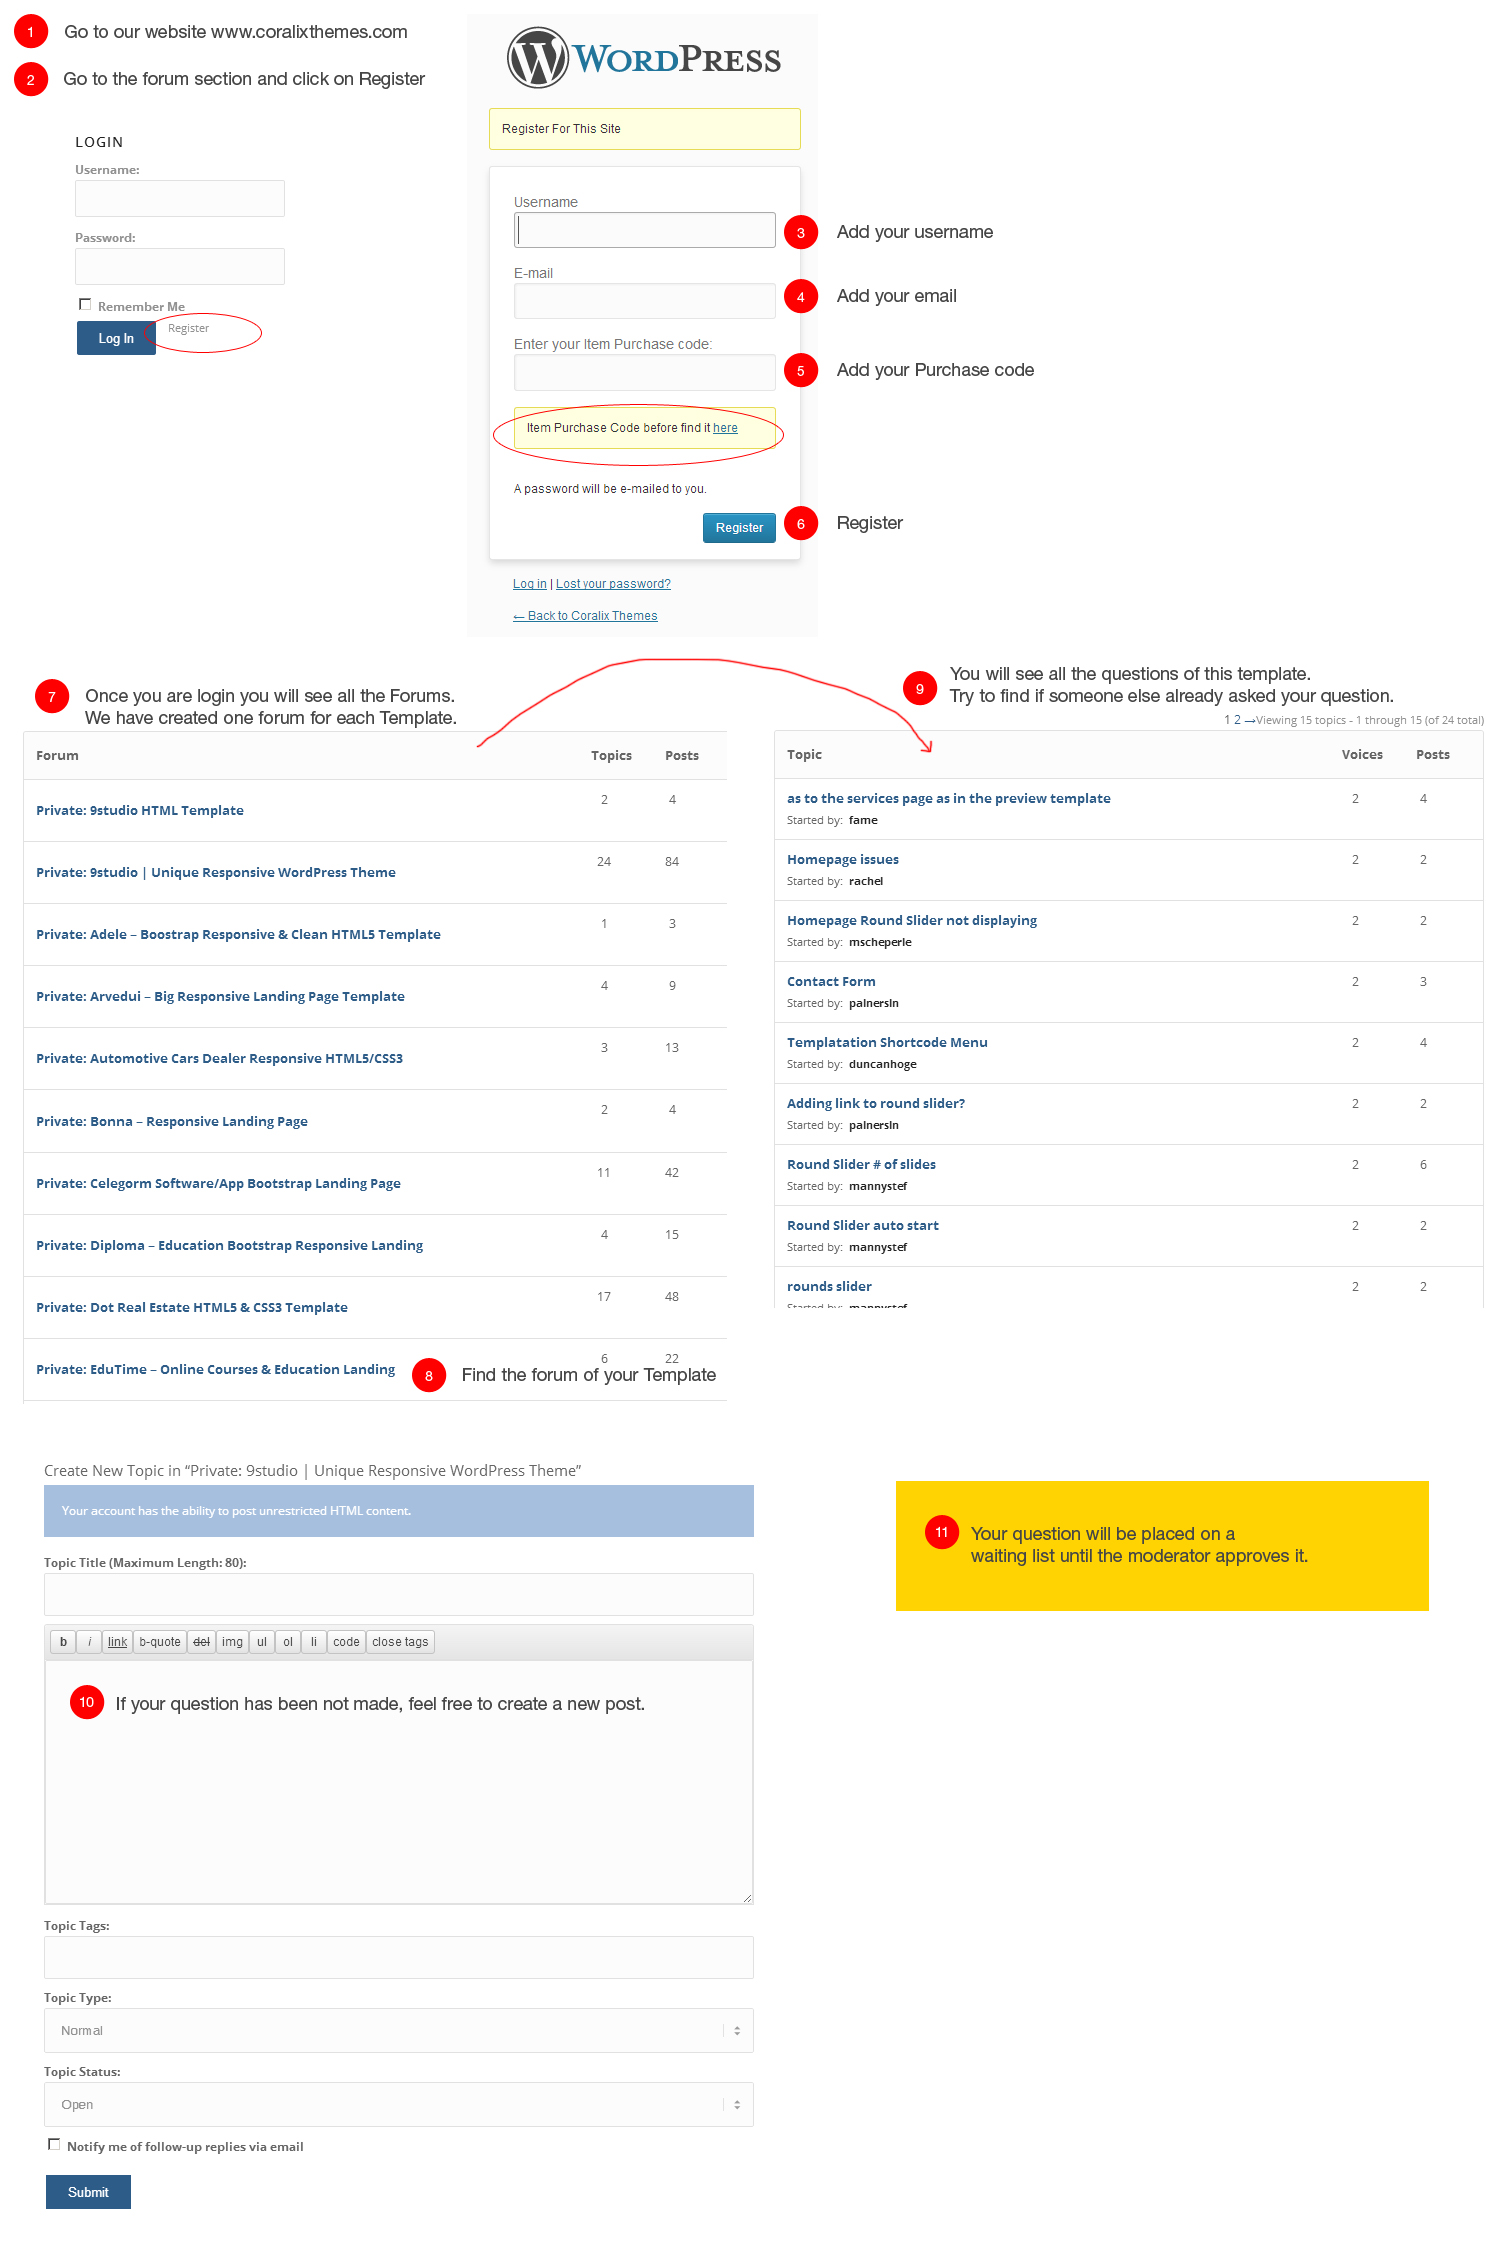 1 Go to our website www.coralixthemes.com
2 Go to the forum section and click on Register
LOGIN
Username:
Password:
Remember Me
Log In Register
WORDPRESS
Register For This Site
Username
3 Add your username
E-mail
4 Add your email
Enter your Item Purchase code:
5 Add your Purchase code
Item Purchase Code before find it here
A password will be e-mailed to you.
Register
6 Register
Log in | Lost your password?
← Back to Coralix Themes
7 Once you are login you will see all the Forums.
We have created one forum for each Template.
Forum Topics Posts
Private: 9studio HTML Template 2 4
Private: 9studio | Unique Responsive WordPress Theme 24 84
Private: Adele – Boostrap Responsive & Clean HTML5 Template 1 3
Private: Arvedui – Big Responsive Landing Page Template 4 9
Private: Automotive Cars Dealer Responsive HTML5/CSS3 3 13
Private: Bonna – Responsive Landing Page 2 4
Private: Celegorm Software/App Bootstrap Landing Page 11 42
Private: Diploma – Education Bootstrap Responsive Landing 4 15
Private: Dot Real Estate HTML5 & CSS3 Template 17 48
Private: EduTime – Online Courses & Education Landing 6 22
8 Find the forum of your Template
9 You will see all the questions of this template.
Try to find if someone else already asked your question.
1 2 →Viewing 15 topics - 1 through 15 (of 24 total)
Topic Voices Posts
as to the services page as in the preview template 2 4
Started by: fame
Homepage issues 2 2
Started by: rachel
Homepage Round Slider not displaying 2 2
Started by: mscheperle
Contact Form 2 3
Started by: palnersln
Templatation Shortcode Menu 2 4
Started by: duncanhoge
Adding link to round slider? 2 2
Started by: palnersln
Round Slider # of slides 2 6
Started by: mannystef
Round Slider auto start 2 2
Started by: mannystef
rounds slider 2 2
Started by: mannystef
Create New Topic in “Private: 9studio | Unique Responsive WordPress Theme”
Your account has the ability to post unrestricted HTML content.
Topic Title (Maximum Length: 80):
b i link b-quote del img ul ol li code close tags
10 If your question has been not made, feel free to create a new post.
Topic Tags:
Topic Type:
Normal
Topic Status:
Open
Notify me of follow-up replies via email
Submit
11 Your question will be placed on a
waiting list until the moderator approves it.